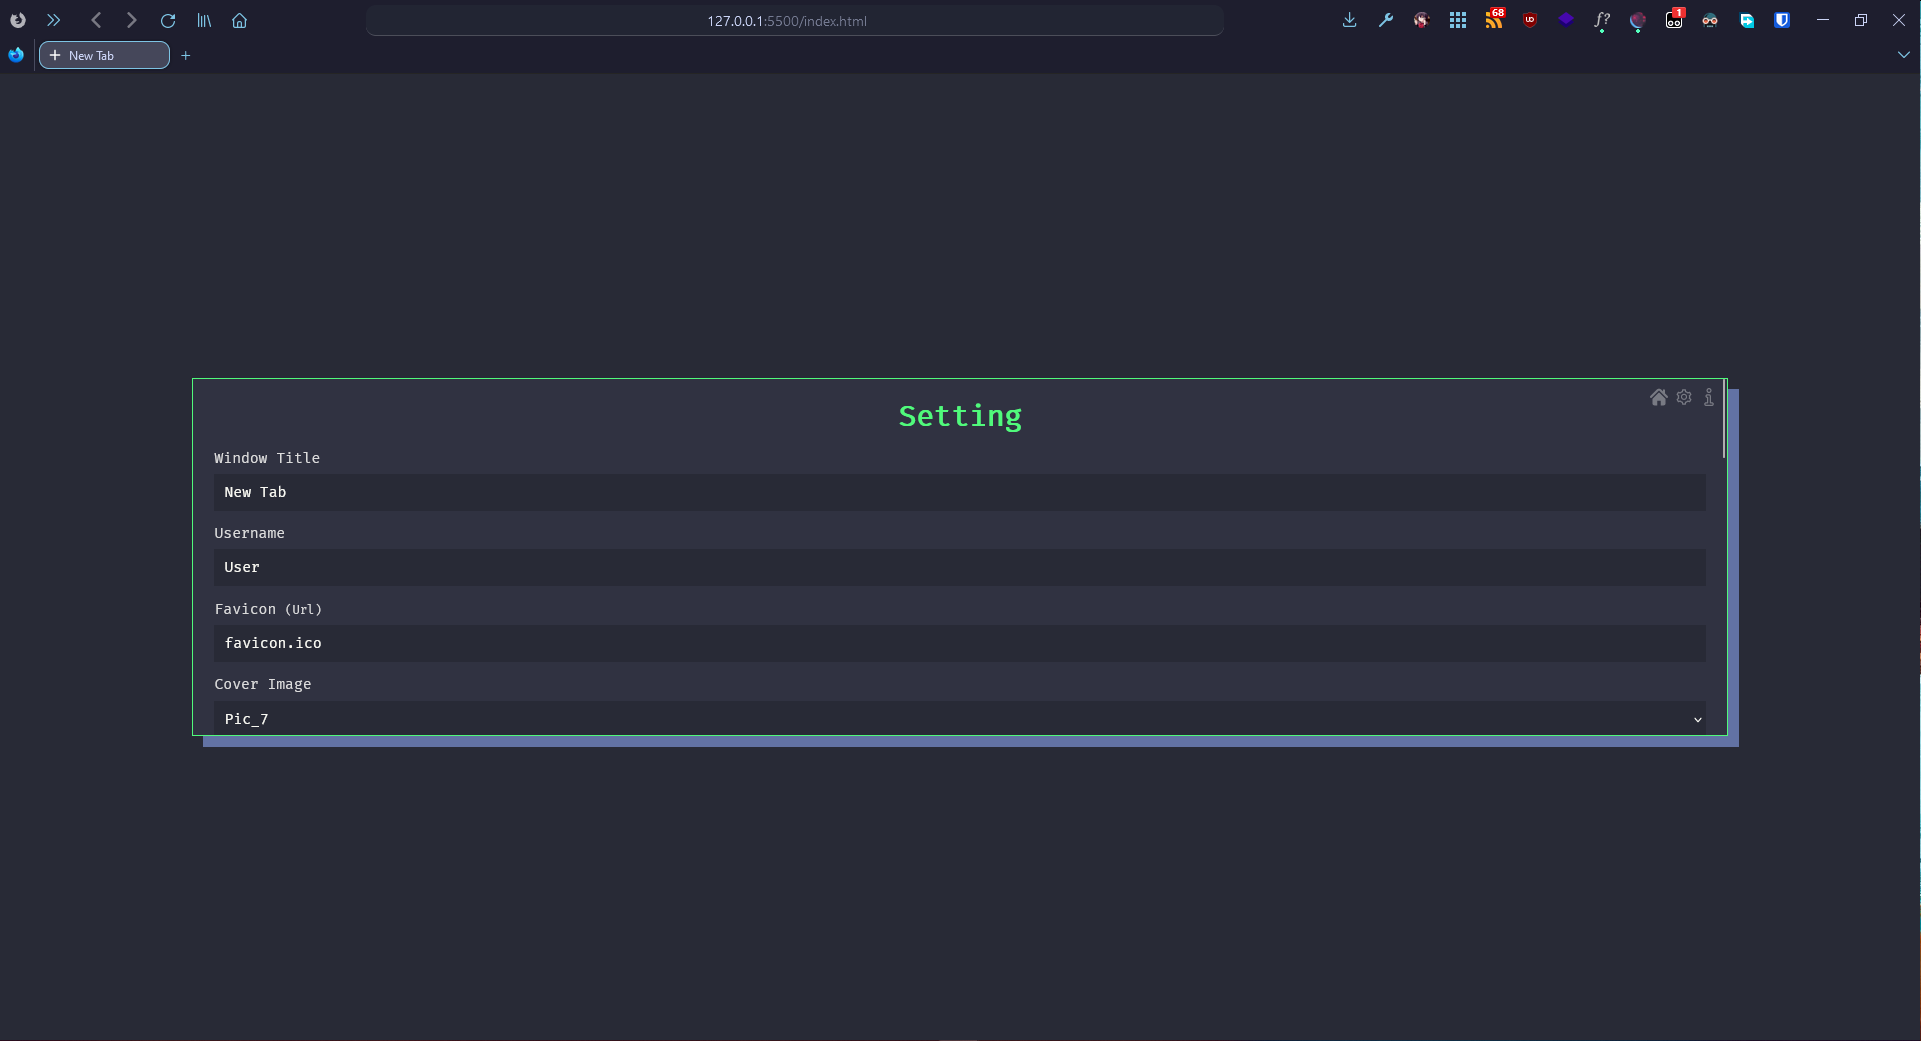 127.0.0.1:5500/index.html
68
UD
f?
1
New Tab
Setting
Window Title
New Tab
Username
User
Favicon (Url)
favicon.ico
Cover Image
Pic_7